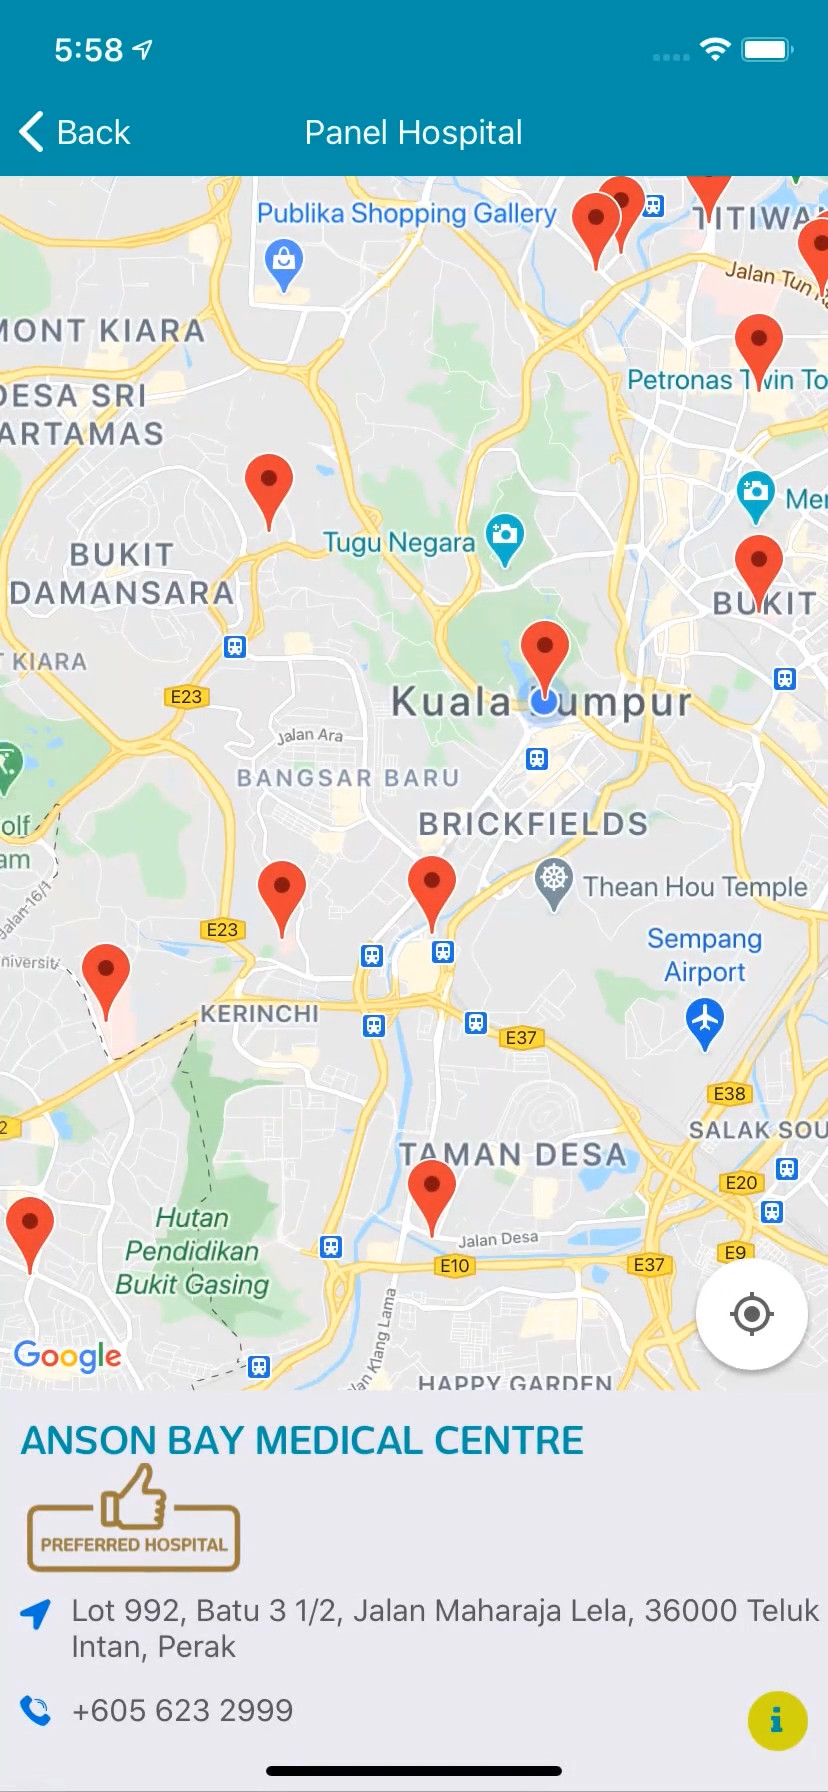 5:58
Back
Panel Hospital
Publika Shopping Gallery
TITIWA
Jalan Tun
MONT KIARA
Petronas Twin To
DESA SRI
ARTAMAS
Mer
Tugu Negara
BUKIT
DAMANSARA
BUKIT
T KIARA
E23
Kuala Lumpur
Jalan Ara
BANGSAR BARU
BRICKFIELDS
olf
am
Thean Hou Temple
Jalan-16/1
E23
Sempang
Airport
niversiti
KERINCHI
E37
E38
2
SALAK SOU
TAMAN DESA
E20
Hutan
Pendidikan
Bukit Gasing
Jalan Desa
E10
E37
E9
Google
lan Klang Lama
HAPPY GARDEN
ANSON BAY MEDICAL CENTRE
PREFERRED HOSPITAL
Lot 992, Batu 3 1/2, Jalan Maharaja Lela, 36000 Teluk
Intan, Perak
+605 623 2999
i